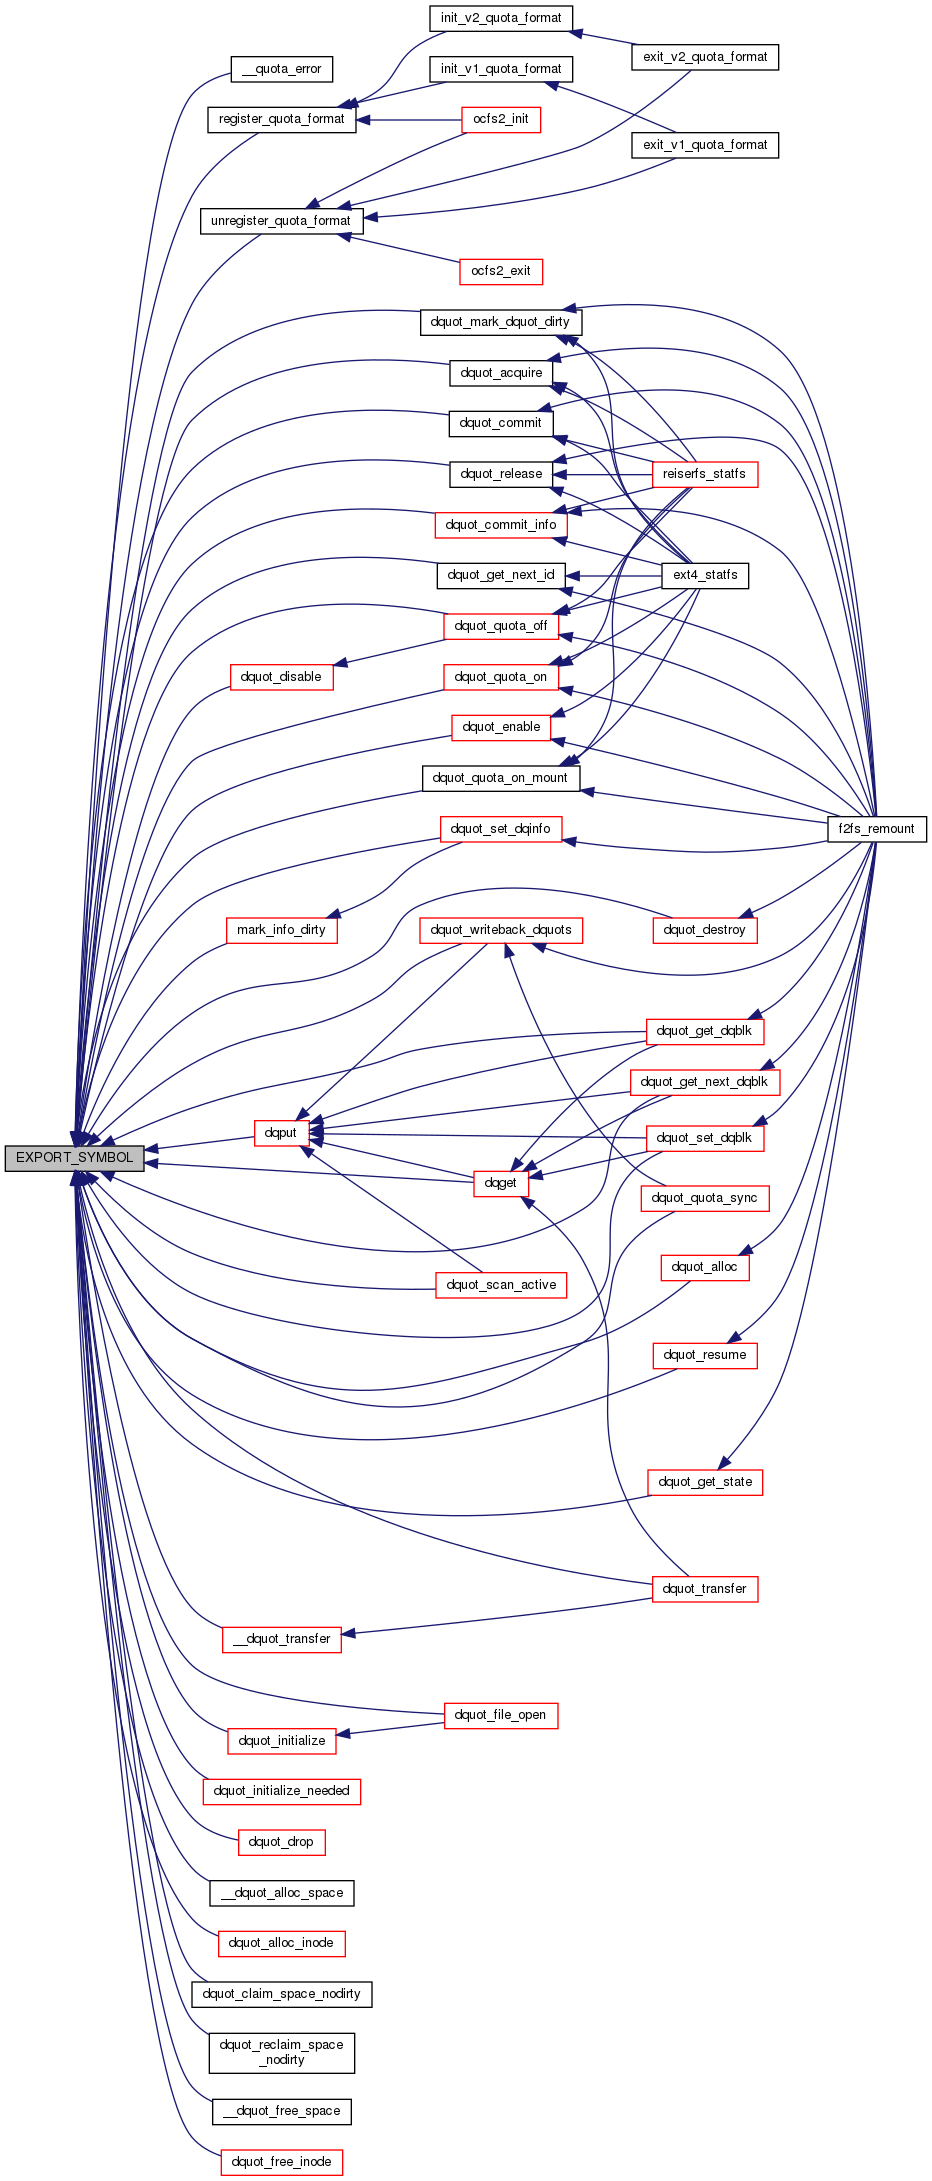 init_v2_quota_format
exit_v2_quota_format
__quota_error
init_v1_quota_format
register_quota_format
ocfs2_init
exit_v1_quota_format
unregister_quota_format
ocfs2_exit
dquot_mark_dquot_dirty
dquot_acquire
dquot_commit
dquot_release
reiserfs_statfs
dquot_commit_info
dquot_get_next_id
ext4_statfs
dquot_quota_off
dquot_disable
dquot_quota_on
dquot_enable
dquot_quota_on_mount
dquot_set_dqinfo
f2fs_remount
mark_info_dirty
dquot_writeback_dquots
dquot_destroy
dquot_get_dqblk
dquot_get_next_dqblk
dqput
dquot_set_dqblk
EXPORT_SYMBOL
dqget
dquot_quota_sync
dquot_alloc
dquot_scan_active
dquot_resume
dquot_get_state
dquot_transfer
__dquot_transfer
dquot_file_open
dquot_initialize
dquot_initialize_needed
dquot_drop
__dquot_alloc_space
dquot_alloc_inode
dquot_claim_space_nodirty
dquot_reclaim_space
_nodirty
__dquot_free_space
dquot_free_inode